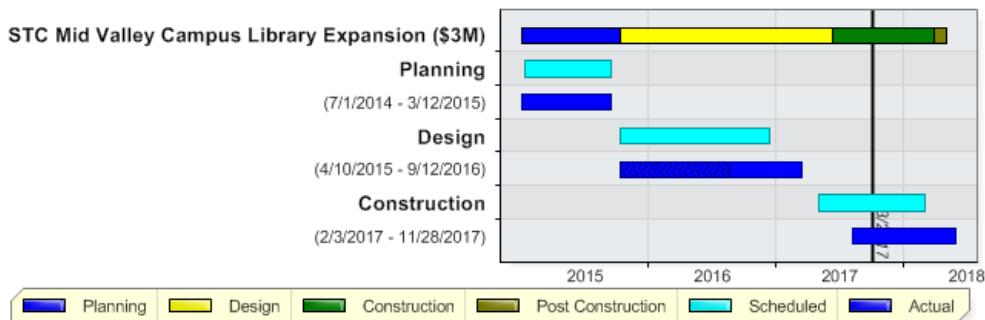 STC Mid Valley Campus Library Expansion ($3M)
Planning
(7/1/2014 - 3/12/2015)
Design
(4/10/2015 - 9/12/2016)
Construction
(2/3/2017 - 11/28/2017)
2015 2016 2017 2018
Planning Design Construction Post Construction Scheduled Actual